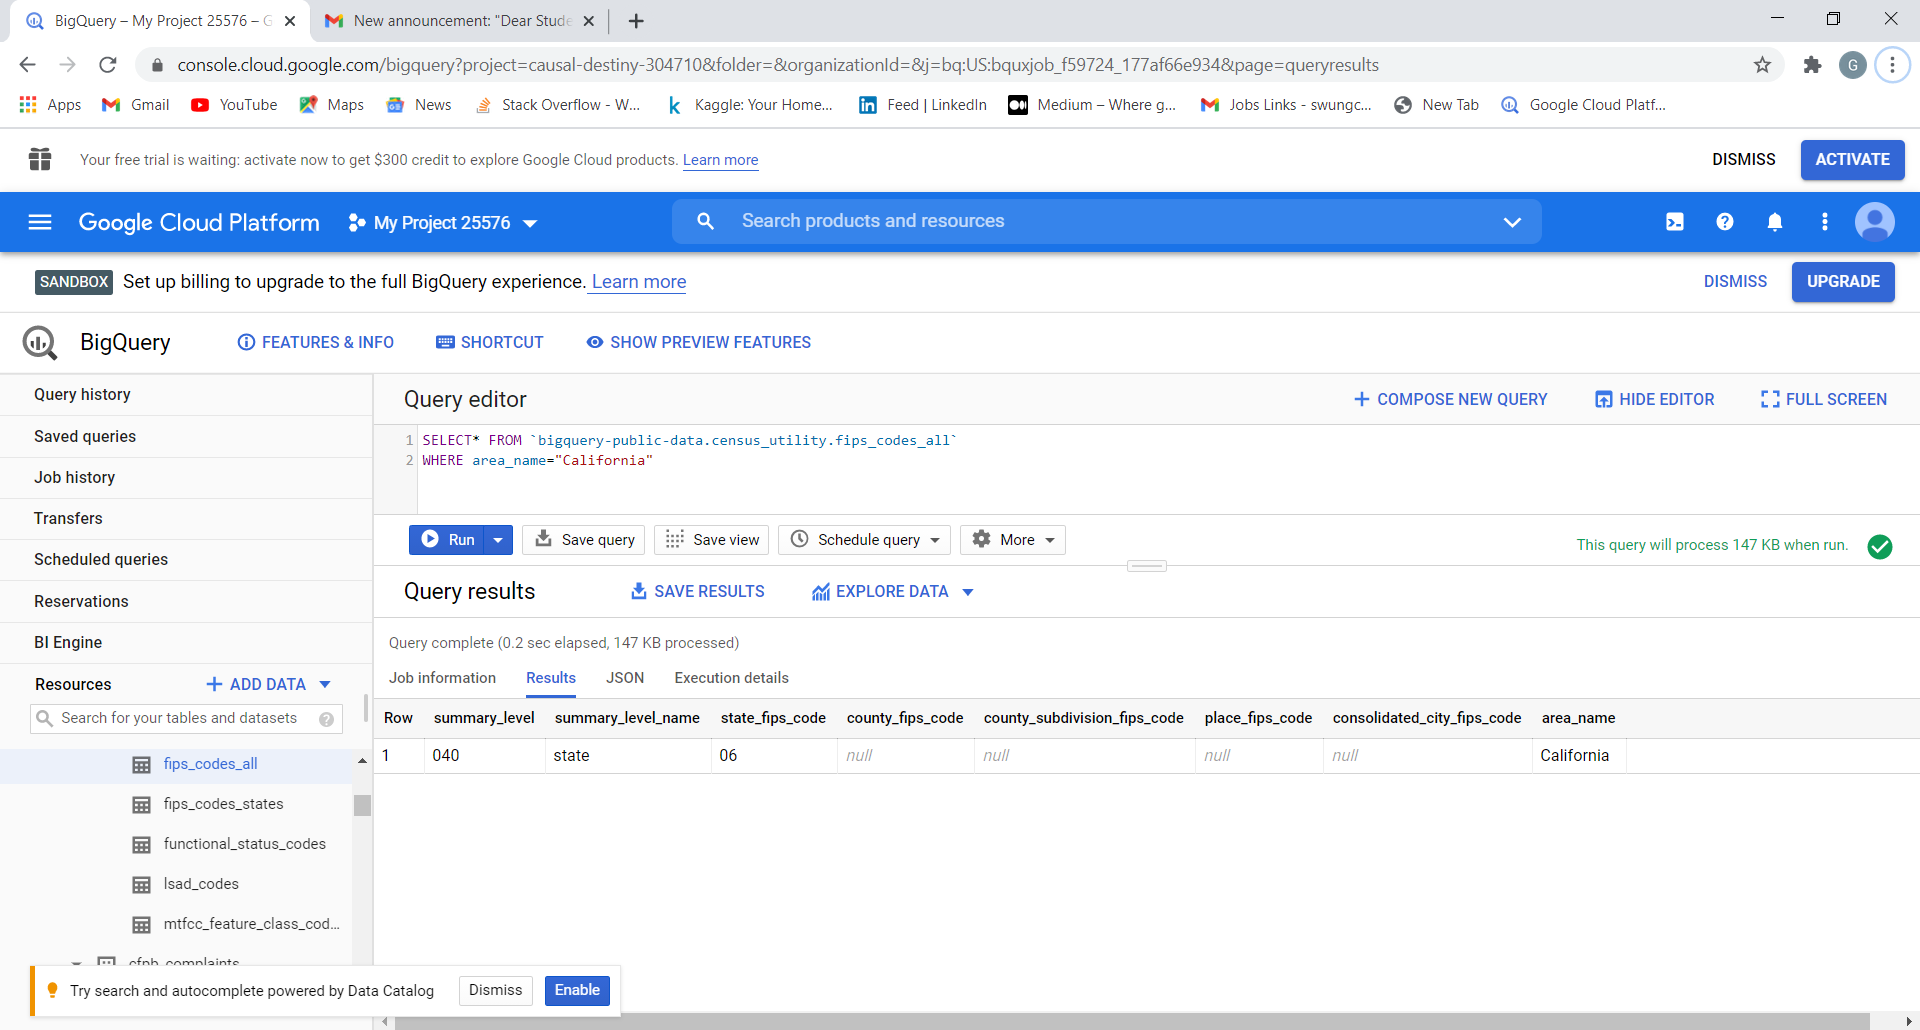 BigQuery – My Project 25576 – G
New announcement: "Dear Stude
console.cloud.google.com/bigquery?project=causal-destiny-304710&folder=&organizationId=&j=bq:US:bquxjob_f59724_177af66e934&page=queryresults
G
Apps
Gmail
YouTube
Maps
News
Stack Overflow - W...
Kaggle: Your Home...
Feed | LinkedIn
Medium – Where g...
Jobs Links - swungc...
New Tab
Google Cloud Platf...
Your free trial is waiting: activate now to get $300 credit to explore Google Cloud products. Learn more
DISMISS
ACTIVATE
Google Cloud Platform
My Project 25576
Search products and resources
SANDBOX
Set up billing to upgrade to the full BigQuery experience. Learn more
DISMISS
UPGRADE
BigQuery
FEATURES & INFO
SHORTCUT
SHOW PREVIEW FEATURES
Query history
Saved queries
Job history
Transfers
Scheduled queries
Reservations
BI Engine
Resources
ADD DATA
Search for your tables and datasets
fips_codes_all
fips_codes_states
functional_status_codes
lsad_codes
mtfcc_feature_class_cod...
cfpb_complaints
Try search and autocomplete powered by Data Catalog
Dismiss
Enable
Query editor
COMPOSE NEW QUERY
HIDE EDITOR
FULL SCREEN
1 SELECT* FROM `bigquery-public-data.census_utility.fips_codes_all`
2 WHERE area_name="California"
Run
Save query
Save view
Schedule query
More
This query will process 147 KB when run.
Query results
SAVE RESULTS
EXPLORE DATA
Query complete (0.2 sec elapsed, 147 KB processed)
Job information
Results
JSON
Execution details
Row summary_level summary_level_name state_fips_code county_fips_code county_subdivision_fips_code place_fips_code consolidated_city_fips_code area_name
1 040 state 06 null null null null California